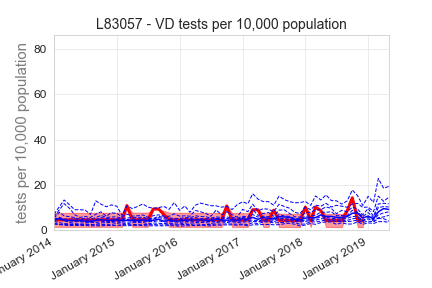 L83057 - VD tests per 10,000 population
tests per 10,000 population
80
60
40
20
0
January 2015
January 2016
January 2017
January 2018
January 2019